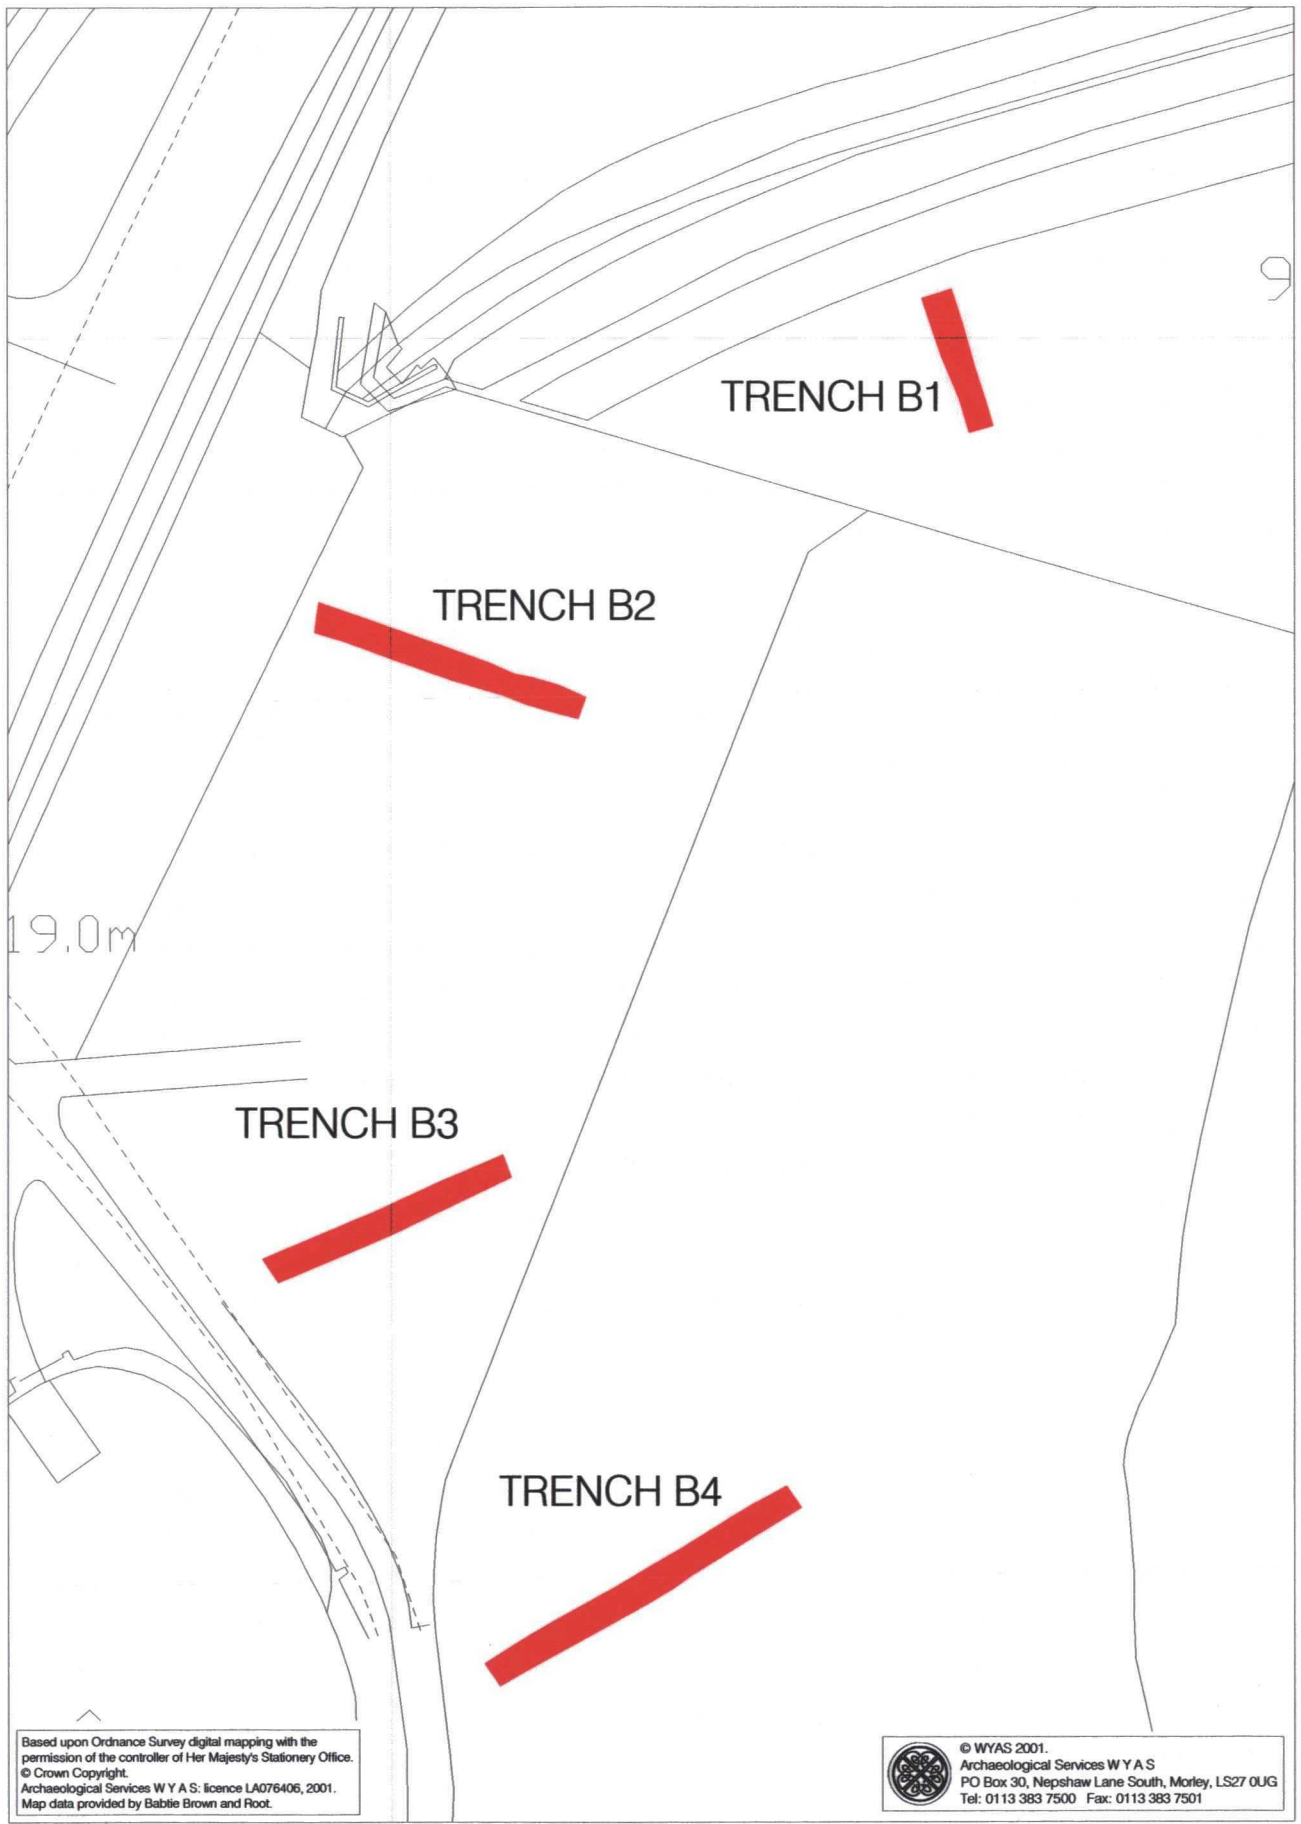 9
TRENCH B1
TRENCH B2
19.0m
TRENCH B3
TRENCH B4
Based upon Ordnance Survey digital mapping with the
permission of the controller of Her Majesty's Stationery Office.
© Crown Copyright.
Archaeological Services W Y A S: licence LA076406, 2001.
Map data provided by Babtie Brown and Root.
© WYAS 2001.
Archaeological Services W Y A S
PO Box 30, Nepshaw Lane South, Morley, LS27 0UG
Tel: 0113 383 7500 Fax: 0113 383 7501